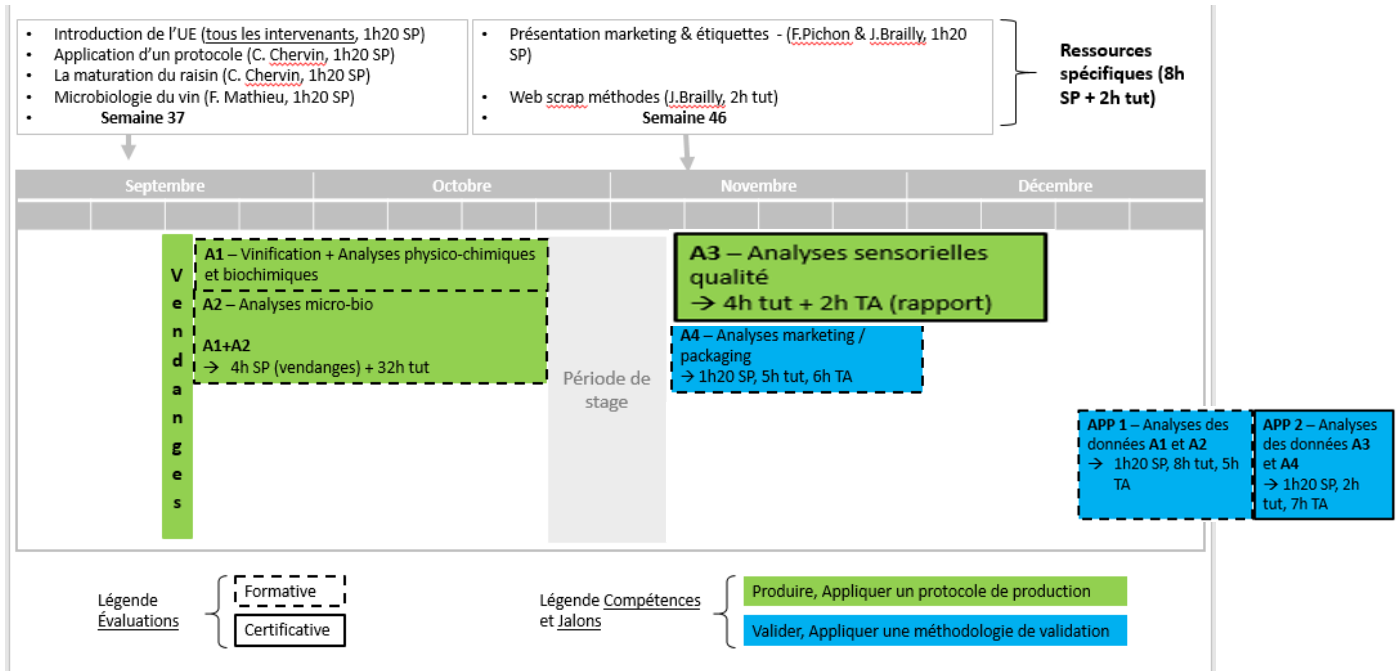 • Introduction de l'UE (tous les intervenants, 1h20 SP)
• Application d'un protocole (C. Chervin, 1h20 SP)
• La maturation du raisin (C. Chervin, 1h20 SP)
• Microbiologie du vin (F. Mathieu, 1h20 SP)
• Semaine 37
• Présentation marketing & étiquettes - (F.Pichon & J.Brailly, 1h20
SP)
• Web scrap méthodes (J.Brailly, 2h tut)
• Semaine 46
Ressources
spécifiques (8h
SP + 2h tut)
Septembre
Octobre
Novembre
Décembre
V
e
n
d
a
n
g
e
s
A1 – Vinification + Analyses physico-chimiques
et biochimiques
A2 – Analyses micro-bio
A1+A2
→ 4h SP (vendanges) + 32h tut
Période de
stage
A3 – Analyses sensorielles
qualité
→ 4h tut + 2h TA (rapport)
A4 – Analyses marketing /
packaging
→ 1h20 SP, 5h tut, 6h TA
APP 1 – Analyses des
données A1 et A2
→ 1h20 SP, 8h tut, 5h
TA
APP 2 – Analyses
des données A3
et A4
→ 1h20 SP, 2h
tut, 7h TA
Légende
Évaluations
Formative
Certificative
Légende Compétences
et Jalons
Produire, Appliquer un protocole de production
Valider, Appliquer une méthodologie de validation